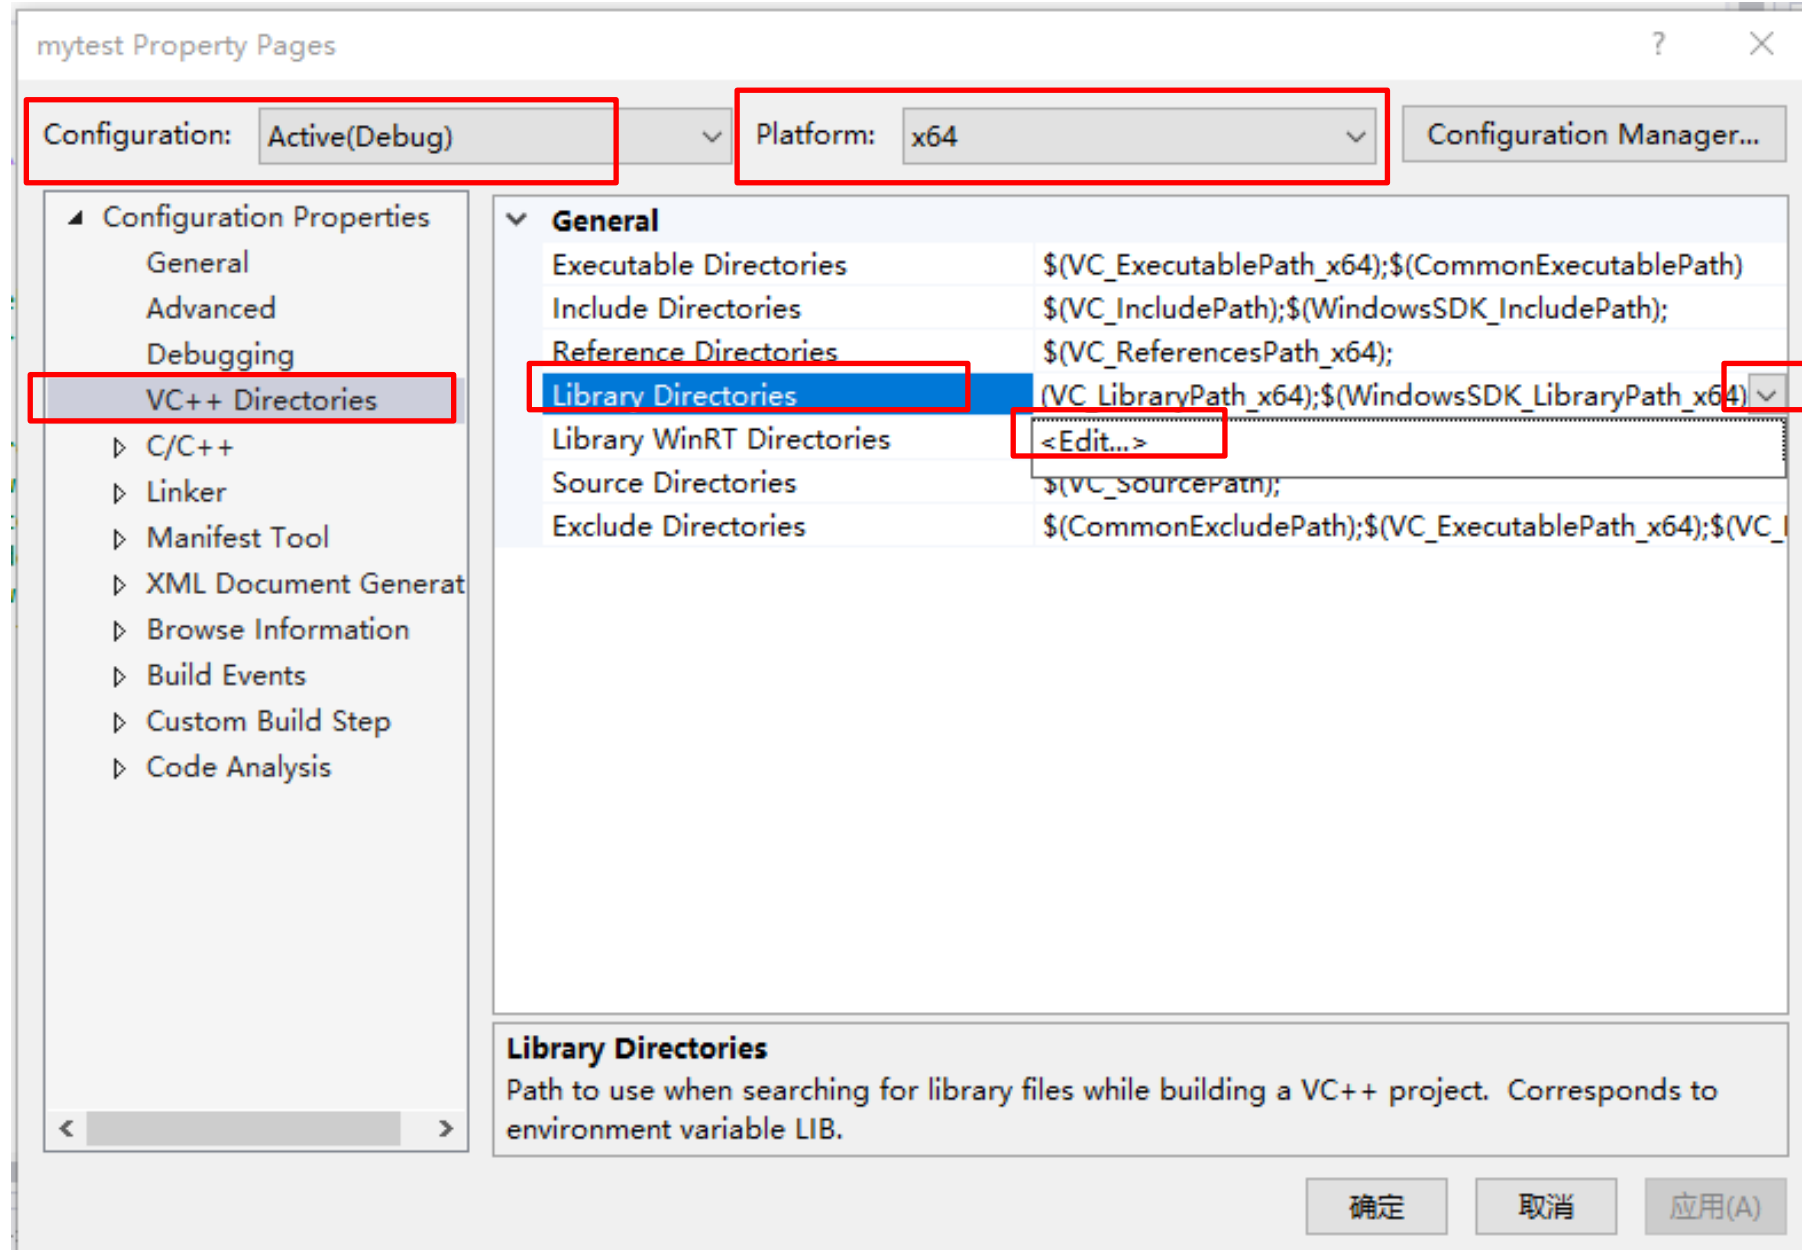 mytest Property Pages
Configuration: Active(Debug) Platform: x64 Configuration Manager...
Configuration Properties
General
Advanced
Debugging
VC++ Directories
C/C++
Linker
Manifest Tool
XML Document Generat
Browse Information
Build Events
Custom Build Step
Code Analysis
General
Executable Directories $(VC_ExecutablePath_x64);$(CommonExecutablePath)
Include Directories $(VC_IncludePath);$(WindowsSDK_IncludePath);
Reference Directories $(VC_ReferencesPath_x64);
Library Directories (VC_LibraryPath_x64);$(WindowsSDK_LibraryPath_x64)
Library WinRT Directories <Edit...>
Source Directories $(VC_SourcePath);
Exclude Directories $(CommonExcludePath);$(VC_ExecutablePath_x64);$(VC_I
Library Directories
Path to use when searching for library files while building a VC++ project. Corresponds to
environment variable LIB.
确定 取消 应用(A)